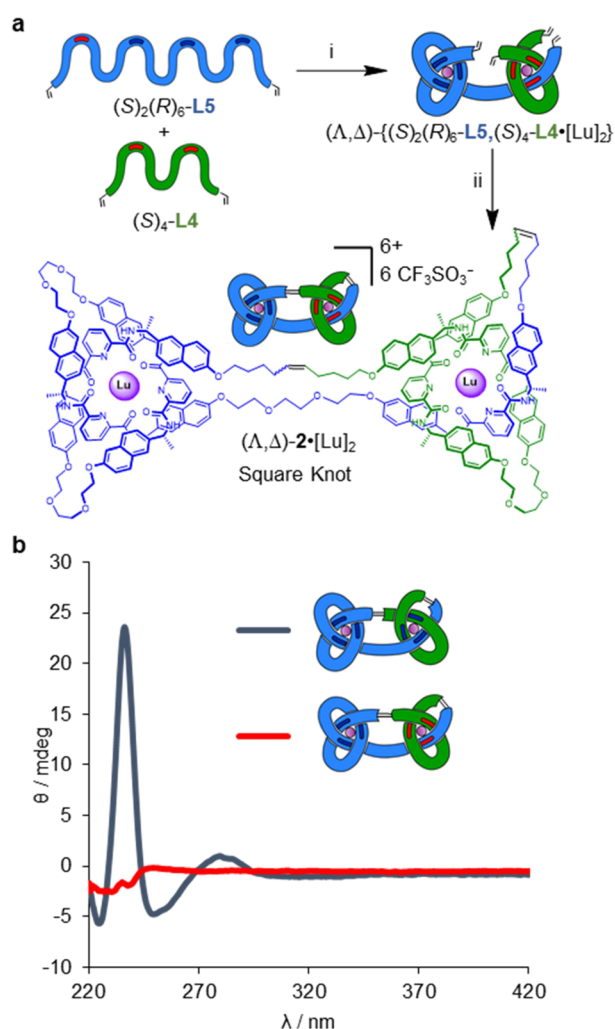 a
i
(S)₂(R)₆-L5
+
(S)₄-L4
(Λ,Δ)-{(S)₂(R)₆-L5,(S)₄-L4•[Lu]₂}
ii
6+
6 CF₃SO₃⁻
Lu
Lu
(Λ,Δ)-2•[Lu]₂
Square Knot
b
30
25
20
15
10
5
0
-5
-10
θ / mdeg
220
270
320
370
420
λ / nm